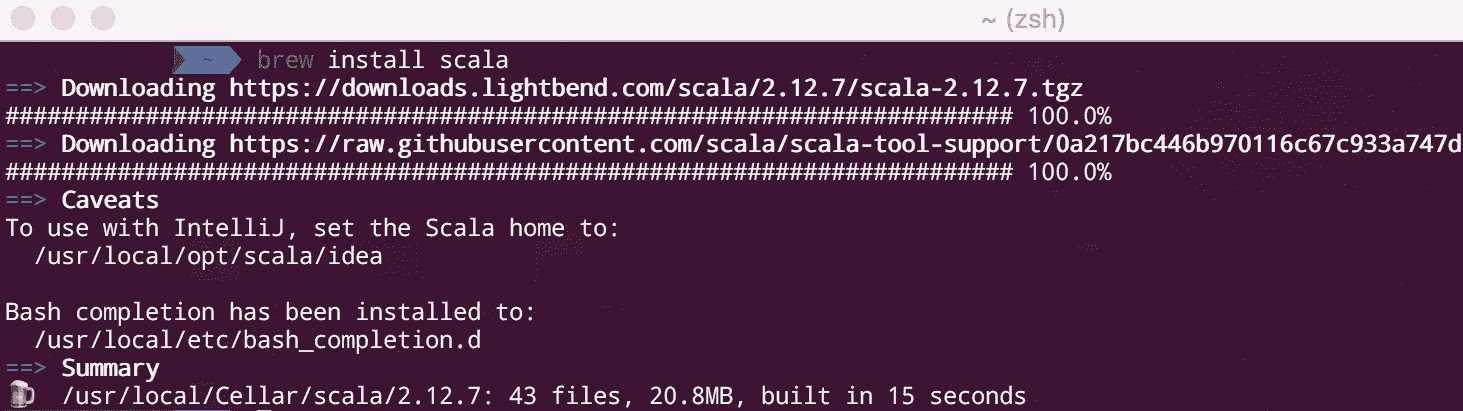 ~ (zsh)
~ brew install scala
==> Downloading https://downloads.lightbend.com/scala/2.12.7/scala-2.12.7.tgz
######################################################################## 100.0%
==> Downloading https://raw.githubusercontent.com/scala/scala-tool-support/0a217bc446b970116c67c933a747d
######################################################################## 100.0%
==> Caveats
To use with IntelliJ, set the Scala home to:
/usr/local/opt/scala/idea
Bash completion has been installed to:
/usr/local/etc/bash_completion.d
==> Summary
/usr/local/Cellar/scala/2.12.7: 43 files, 20.8MB, built in 15 seconds